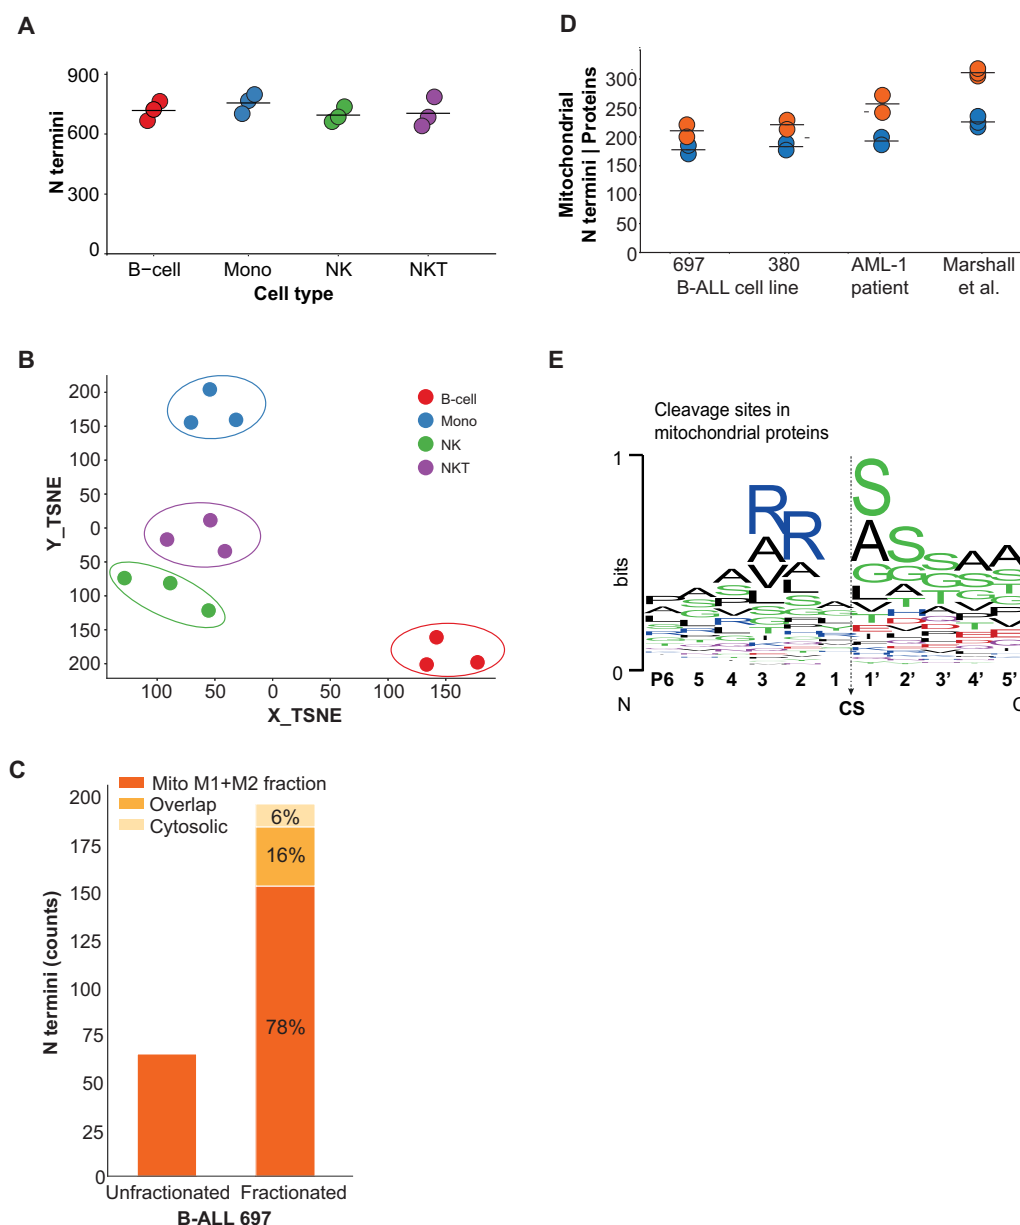 A
900
600
300
0
N termini
B−cell
Mono
NK
NKT
Cell type
D
300
250
200
150
100
50
0
Mitochondrial
N termini | Proteins
697
380
AML-1
Marshall
B-ALL cell line
patient
et al.
B
200
150
100
50
0
50
100
150
200
Y_TSNE
100
50
0
50
100
150
X_TSNE
B-cell
Mono
NK
NKT
E
Cleavage sites in
mitochondrial proteins
1
bits
0
R
R
A
V
A
L
S
A
G
L
S
G
S
G
A
A
P6
5
4
3
2
1
1'
2'
3'
4'
5'
N
CS
C
Mito M1+M2 fraction
Overlap
Cytosolic
200
175
150
125
100
75
50
25
0
N termini (counts)
6%
16%
78%
Unfractionated
Fractionated
B-ALL 697